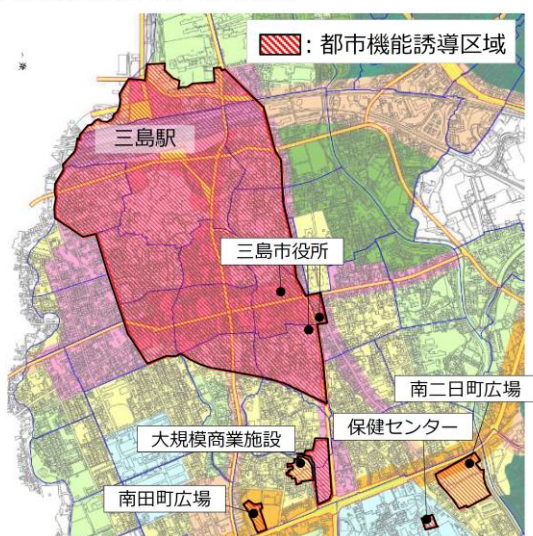 ：都市機能誘導区域
三島駅
三島市役所
南二日町広場
保健センター
大規模商業施設
南田町広場